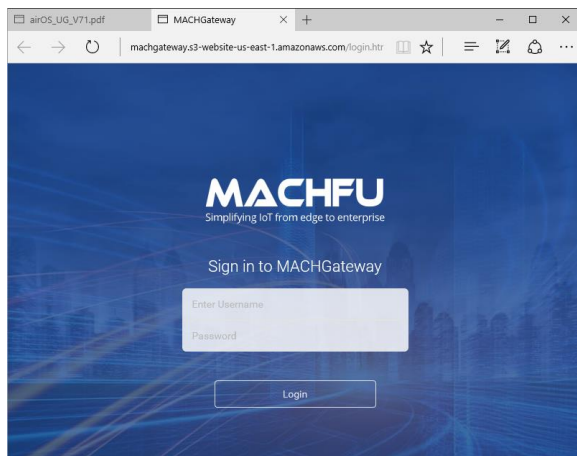 airOS_UG_V71.pdf
MACHGateway
machgateway.s3-website-us-east-1.amazonaws.com/login.htr
MACHFU
Simplifying IoT from edge to enterprise
Sign in to MACHGateway
Enter Username
Password
Login